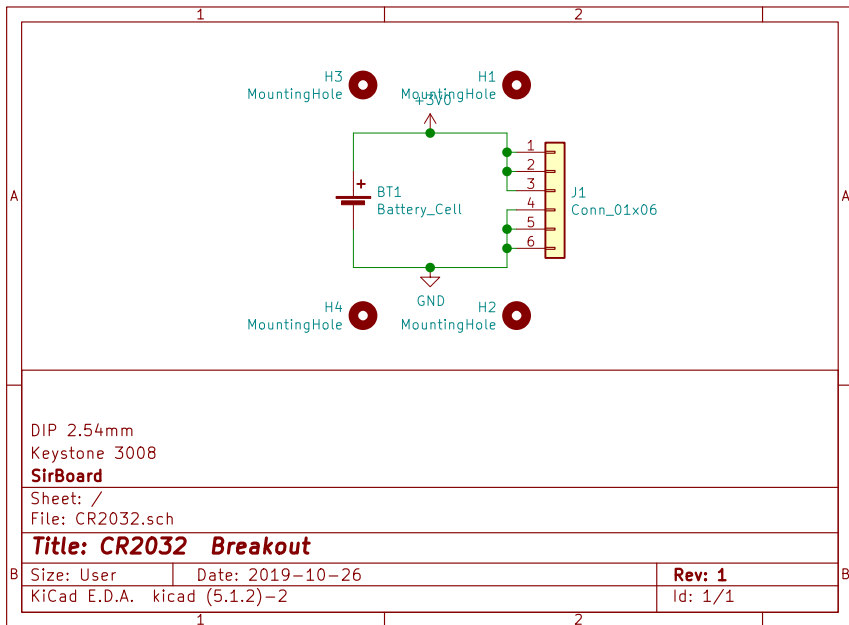 1 2
H3 H1
MountingHole MountingHole
+3V0
1
2
3
4
5
6
A A
+
BT1
Battery_Cell
J1
Conn_01x06
GND
H4 H2
MountingHole MountingHole
DIP 2.54mm
Keystone 3008
SirBoard
Sheet: /
File: CR2032.sch
Title: CR2032 Breakout
B B
Size: User Date: 2019-10-26 Rev: 1
KiCad E.D.A. kicad (5.1.2)-2 Id: 1/1
1 2